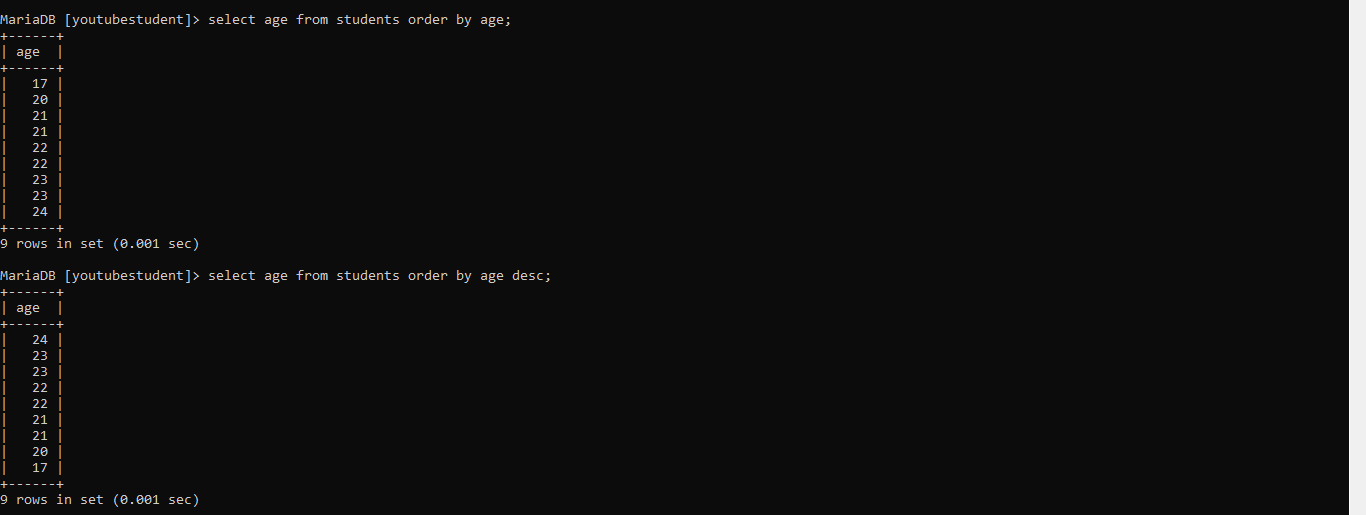 MariaDB [youtubestudent]> select age from students order by age;
+------+
| age  |
+------+
|   17 |
|   20 |
|   21 |
|   21 |
|   22 |
|   22 |
|   23 |
|   23 |
|   24 |
+------+
9 rows in set (0.001 sec)
MariaDB [youtubestudent]> select age from students order by age desc;
+------+
| age  |
+------+
|   24 |
|   23 |
|   23 |
|   22 |
|   22 |
|   21 |
|   21 |
|   20 |
|   17 |
+------+
9 rows in set (0.001 sec)